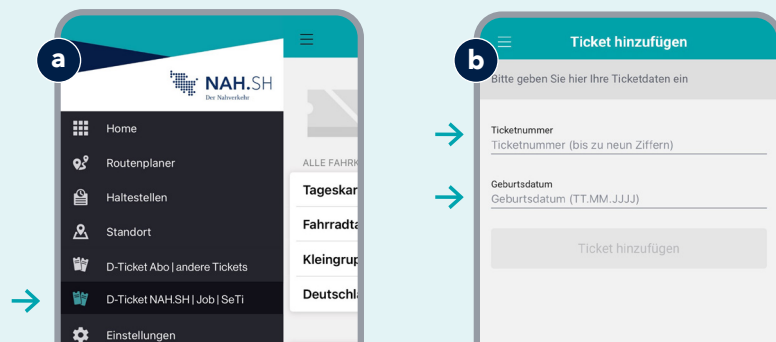 a
NAH.SH
Der Nahverkehr
Home
Routenplaner
Haltestellen
Standort
D-Ticket Abo | andere Tickets
D-Ticket NAH.SH | Job | SeTi
Einstellungen
ALLE FAHRK
Tageskar
Fahrradta
Kleingrup
Deutschl
b
Ticket hinzufügen
Bitte geben Sie hier Ihre Ticketdaten ein
Ticketnummer
Ticketnummer (bis zu neun Ziffern)
Geburtsdatum
Geburtsdatum (TT.MM.JJJJ)
Ticket hinzufügen